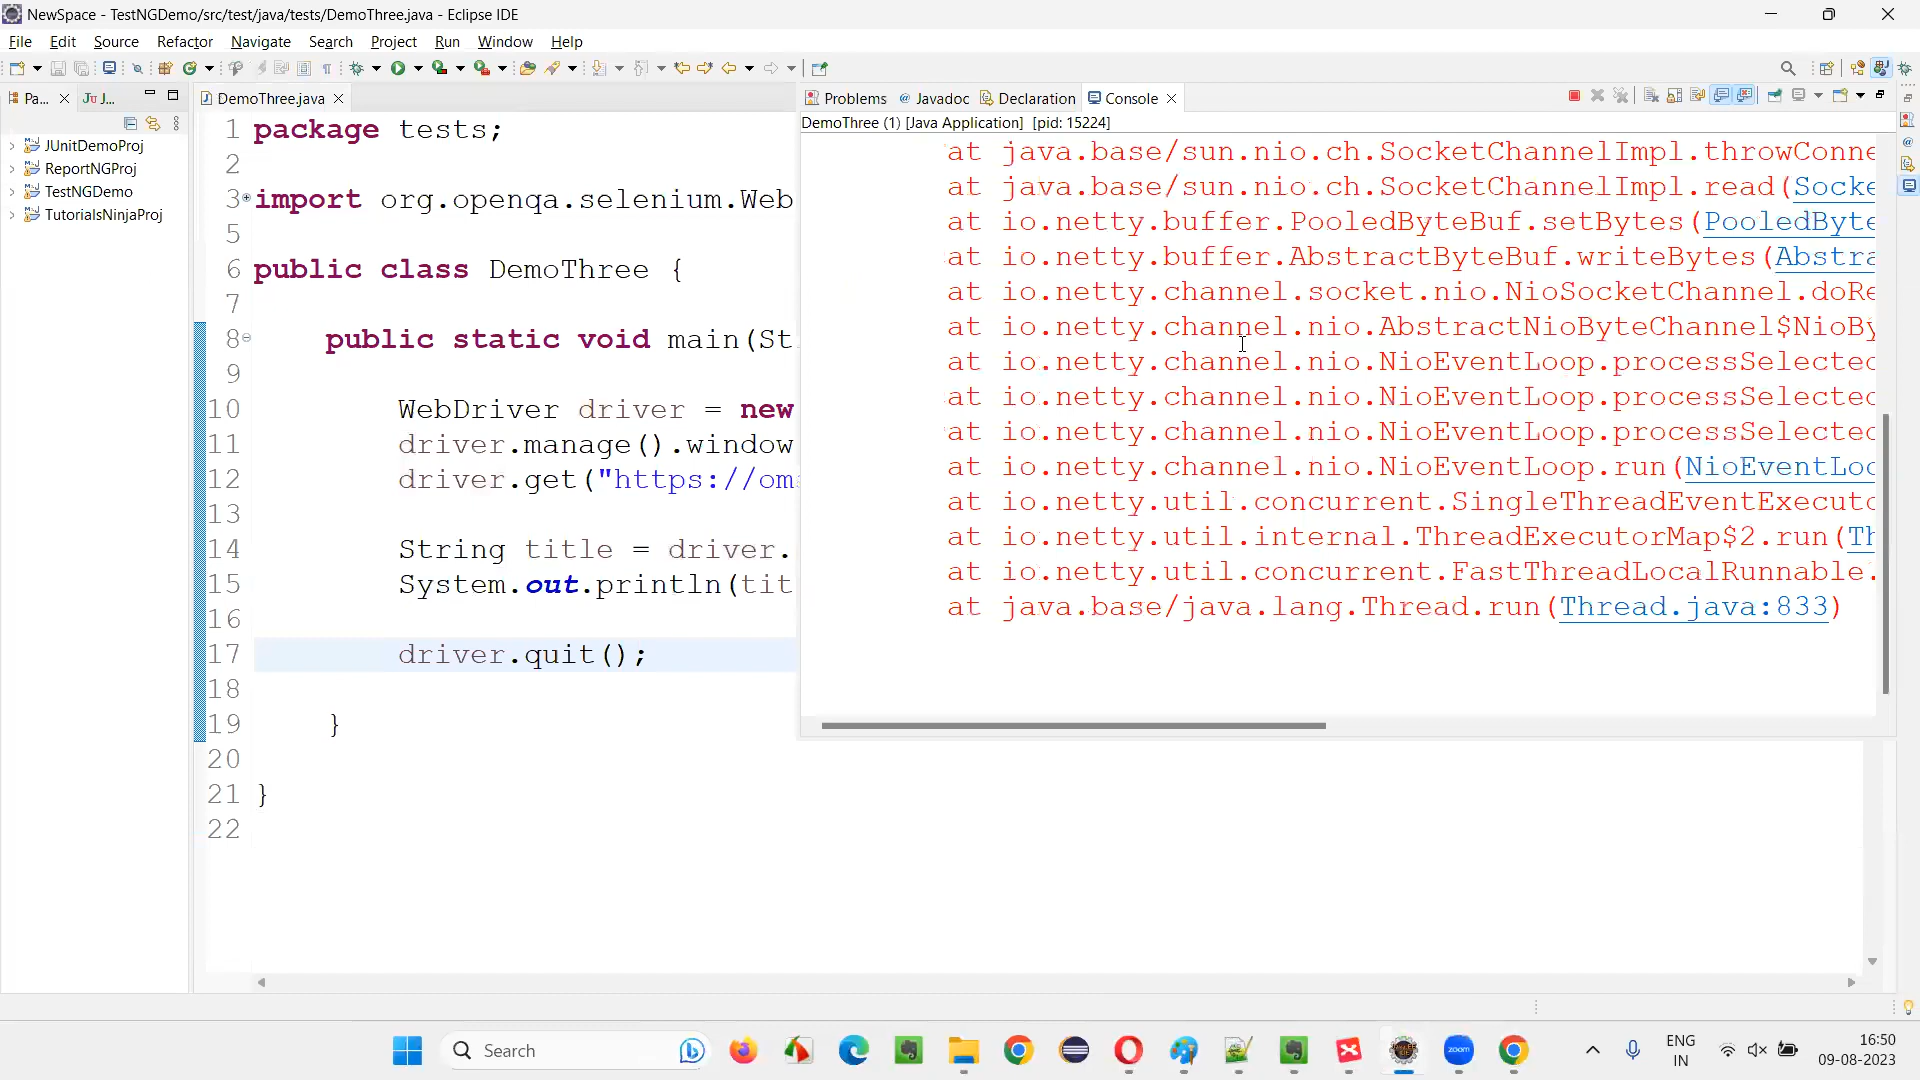 NewSpace - TestNGDemo/src/test/java/tests/DemoThree.java - Eclipse IDE
File Edit Source Refactor Navigate Search Project Run Window Help
Pa... J...
JUnitDemoProj
ReportNGProj
TestNGDemo
TutorialsNinjaProj
DemoThree.java
1 package tests;
2
3 import org.openqa.selenium.Web
5
6 public class DemoThree {
7
8 public static void main(St
9
10 WebDriver driver = new
11 driver.manage().window
12 driver.get("https://om
13
14 String title = driver.
15 System.out.println(tit
16
17 driver.quit();
18
19 }
20
21 }
22
Problems Javadoc Declaration Console
DemoThree (1) [Java Application] [pid: 15224]
at java.base/sun.nio.ch.SocketChannelImpl.throwConne
at java.base/sun.nio.ch.SocketChannelImpl.read(Socke
at io.netty.buffer.PooledByteBuf.setBytes(PooledByte
at io.netty.buffer.AbstractByteBuf.writeBytes(Abstra
at io.netty.channel.socket.nio.NioSocketChannel.doRe
at io.netty.channel.nio.AbstractNioByteChannel$NioBy
at io.netty.channel.nio.NioEventLoop.processSelected
at io.netty.channel.nio.NioEventLoop.processSelected
at io.netty.channel.nio.NioEventLoop.processSelected
at io.netty.channel.nio.NioEventLoop.run(NioEventLoo
at io.netty.util.concurrent.SingleThreadEventExecuto
at io.netty.util.internal.ThreadExecutorMap$2.run(Th
at io.netty.util.concurrent.FastThreadLocalRunnable.
at java.base/java.lang.Thread.run(Thread.java:833)
Search
zoom
ENG
IN
16:50
09-08-2023